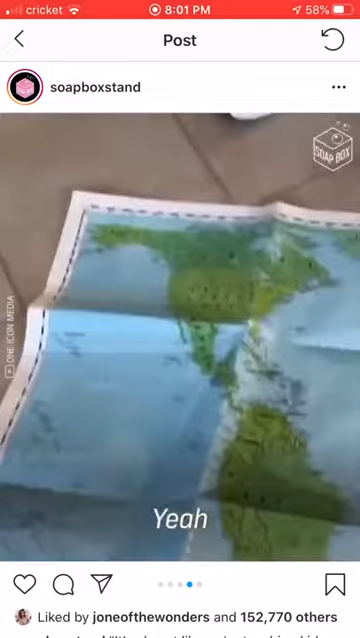 cricket 8:01 PM 58%
Post
soapboxstand
SOAP BOX
ONE ICON MEDIA
Yeah
Liked by joneofthewonders and 152,770 others